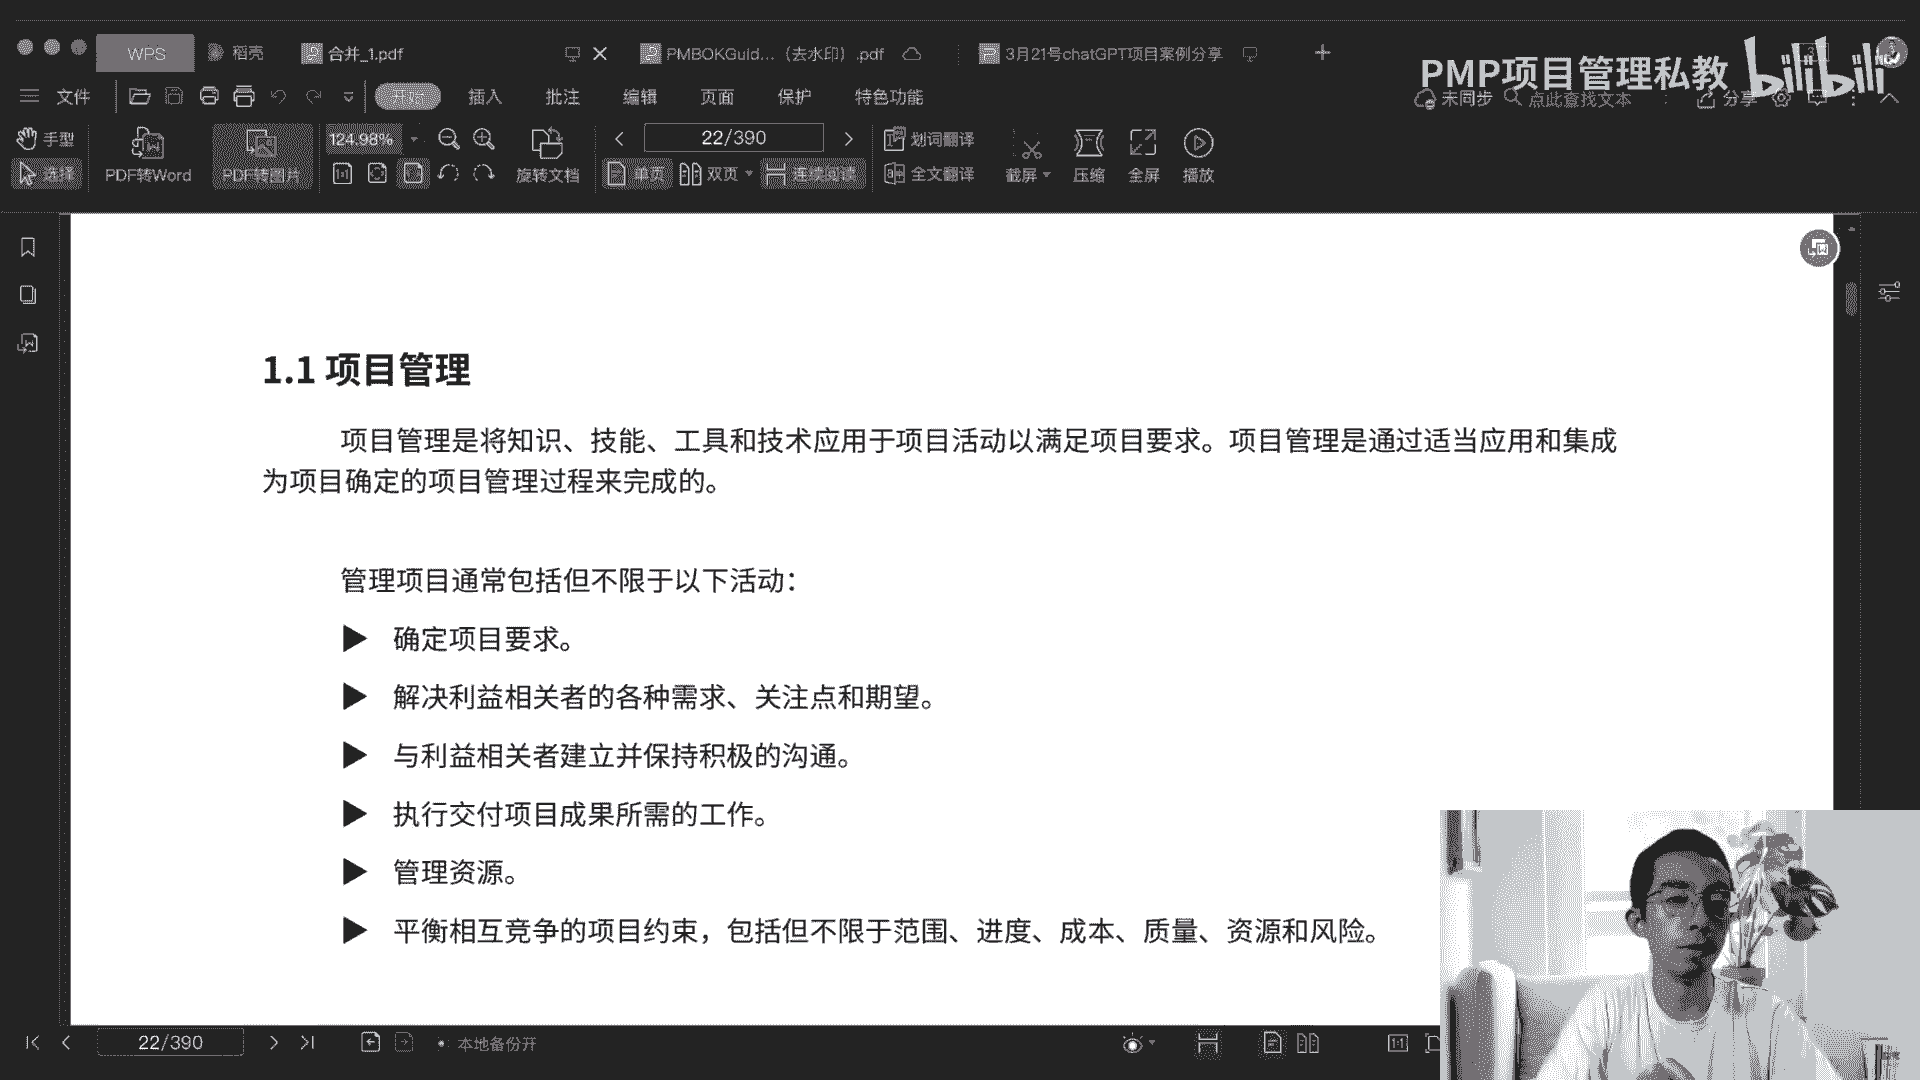 WPS 稻壳 合并_1.pdf PMBOKGuid...（去水印）.pdf 3月21号chatGPT项目案例分享
PMP项目管理私教 bilibili
文件 开始 插入 批注 编辑 页面 保护 特色功能 未同步 点此查找文本 分享
手型 124.98% 22/390 划词翻译
选择 PDF转Word PDF转图片 旋转文档 单页 双页 连续阅读 全文翻译 截屏 压缩 全屏 播放
1.1 项目管理
项目管理是将知识、技能、工具和技术应用于项目活动以满足项目要求。项目管理是通过适当应用和集成
为项目确定的项目管理过程来完成的。
管理项目通常包括但不限于以下活动：
▶ 确定项目要求。
▶ 解决利益相关者的各种需求、关注点和期望。
▶ 与利益相关者建立并保持积极的沟通。
▶ 执行交付项目成果所需的工作。
▶ 管理资源。
▶ 平衡相互竞争的项目约束，包括但不限于范围、进度、成本、质量、资源和风险。
22/390 本地备份开